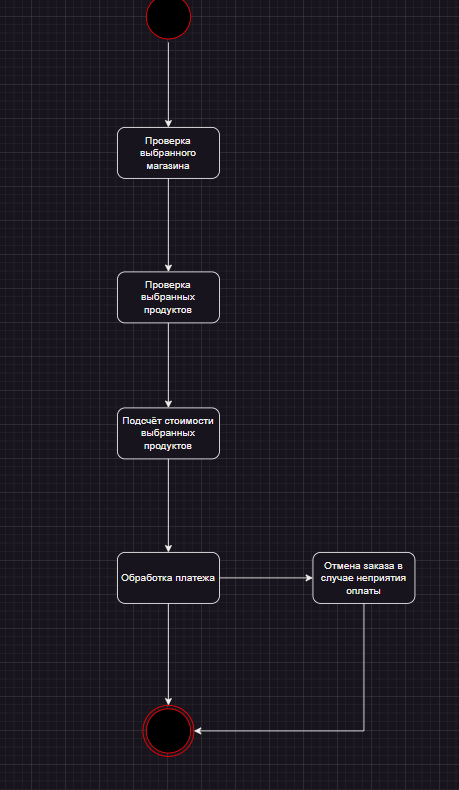 Проверка
выбранного
магазина
Проверка
выбранных
продуктов
Подсчёт стоимости
выбранных
продуктов
Обработка платежа
Отмена заказа в
случае неприятия
оплаты